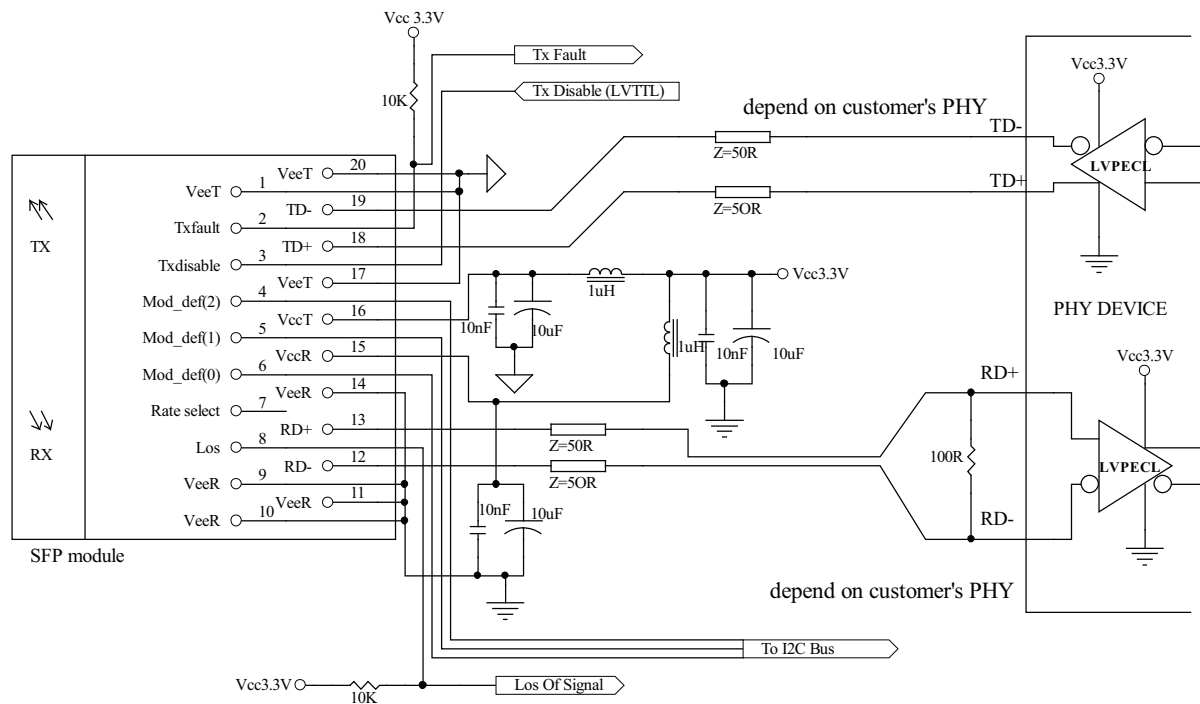 Vcc 3.3V
Tx Fault
10K
Tx Disable (LVTTL)
depend on customer's PHY
Vcc3.3V
TD-
Z=50R
LVPECL
TD+
Z=5OR
TX
VeeT 20
VeeT 1
TD- 19
Txfault 2
TD+ 18
Txdisable 3
VeeT 17
Mod_def(2) 4
VccT 16
Mod_def(1) 5
VccR 15
Mod_def(0) 6
VeeR 14
Rate select 7
RD+ 13
Los 8
RD- 12
VeeR 9
VeeR 11
VeeR 10
RX
SFP module
1uH
Vcc3.3V
10nF
10uF
1uH
10nF
10uF
PHY DEVICE
Vcc3.3V
RD+
Z=50R
Z=5OR
100R
LVPECL
RD-
10nF
10uF
depend on customer's PHY
To I2C Bus
Vcc3.3V
10K
Los Of Signal